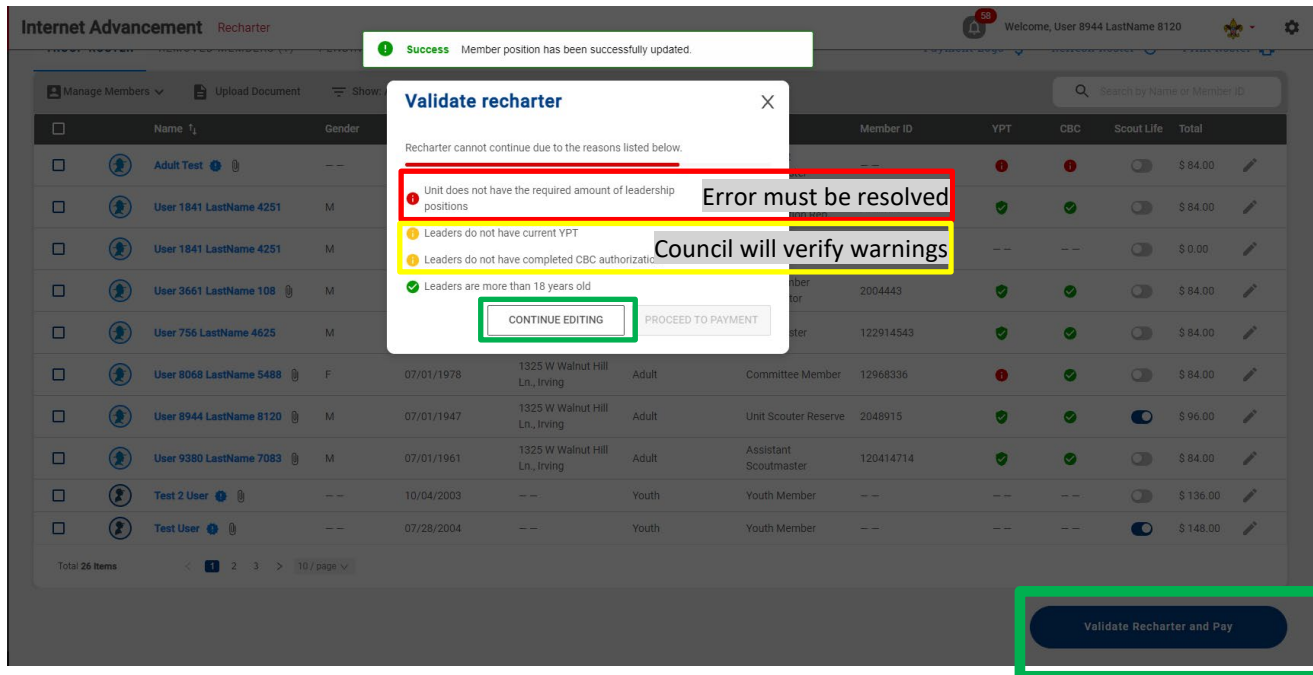 Internet Advancement Recharter 58 Welcome, User 8944 LastName 8120
Success Member position has been successfully updated.
Manage Members Upload Document Show: Search by Name or Member ID
Validate recharter
Recharter cannot continue due to the reasons listed below.
Unit does not have the required amount of leadership
positions
Error must be resolved
Leaders do not have current YPT
Leaders do not have completed CBC authorization
Council will verify warnings
Leaders are more than 18 years old
CONTINUE EDITING PROCEED TO PAYMENT
Name Gender Member ID YPT CBC Scout Life Total
Adult Test -- -- $ 84.00
User 1841 LastName 4251 M $ 84.00
User 1841 LastName 4251 M -- -- $ 0.00
User 3661 LastName 108 M 2004443 $ 84.00
User 756 LastName 4625 M 122914543 $ 84.00
User 8068 LastName 5488 F 07/01/1978 1325 W Walnut Hill Ln., Irving Adult Committee Member 12968336 $ 84.00
User 8944 LastName 8120 M 07/01/1947 1325 W Walnut Hill Ln., Irving Adult Unit Scouter Reserve 2048915 $ 96.00
User 9380 LastName 7083 M 07/01/1961 1325 W Walnut Hill Ln., Irving Adult Assistant Scoutmaster 120414714 $ 84.00
Test 2 User -- 10/04/2003 -- Youth Youth Member -- -- -- $ 136.00
Test User -- 07/28/2004 -- Youth Youth Member -- -- -- $ 148.00
Total 26 Items < 1 2 3 > 10 / page
Validate Recharter and Pay